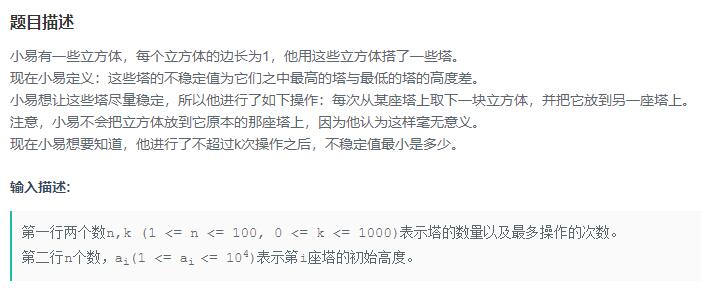 题目描述
小易有一些立方体，每个立方体的边长为1，他用这些立方体搭了一些塔。
现在小易定义：这些塔的不稳定值为它们之中最高的塔与最低的塔的高度差。
小易想让这些塔尽量稳定，所以他进行了如下操作：每次从某座塔上取下一块立方体，并把它放到另一座塔上。
注意，小易不会把立方体放到它原本的那座塔上，因为他认为这样毫无意义。
现在小易想要知道，他进行了不超过k次操作之后，不稳定值最小是多少。
输入描述:
第一行两个数n,k (1 <= n <= 100, 0 <= k <= 1000)表示塔的数量以及最多操作的次数。
第二行n个数，aᵢ(1 <= aᵢ <= 10⁴)表示第i座塔的初始高度。